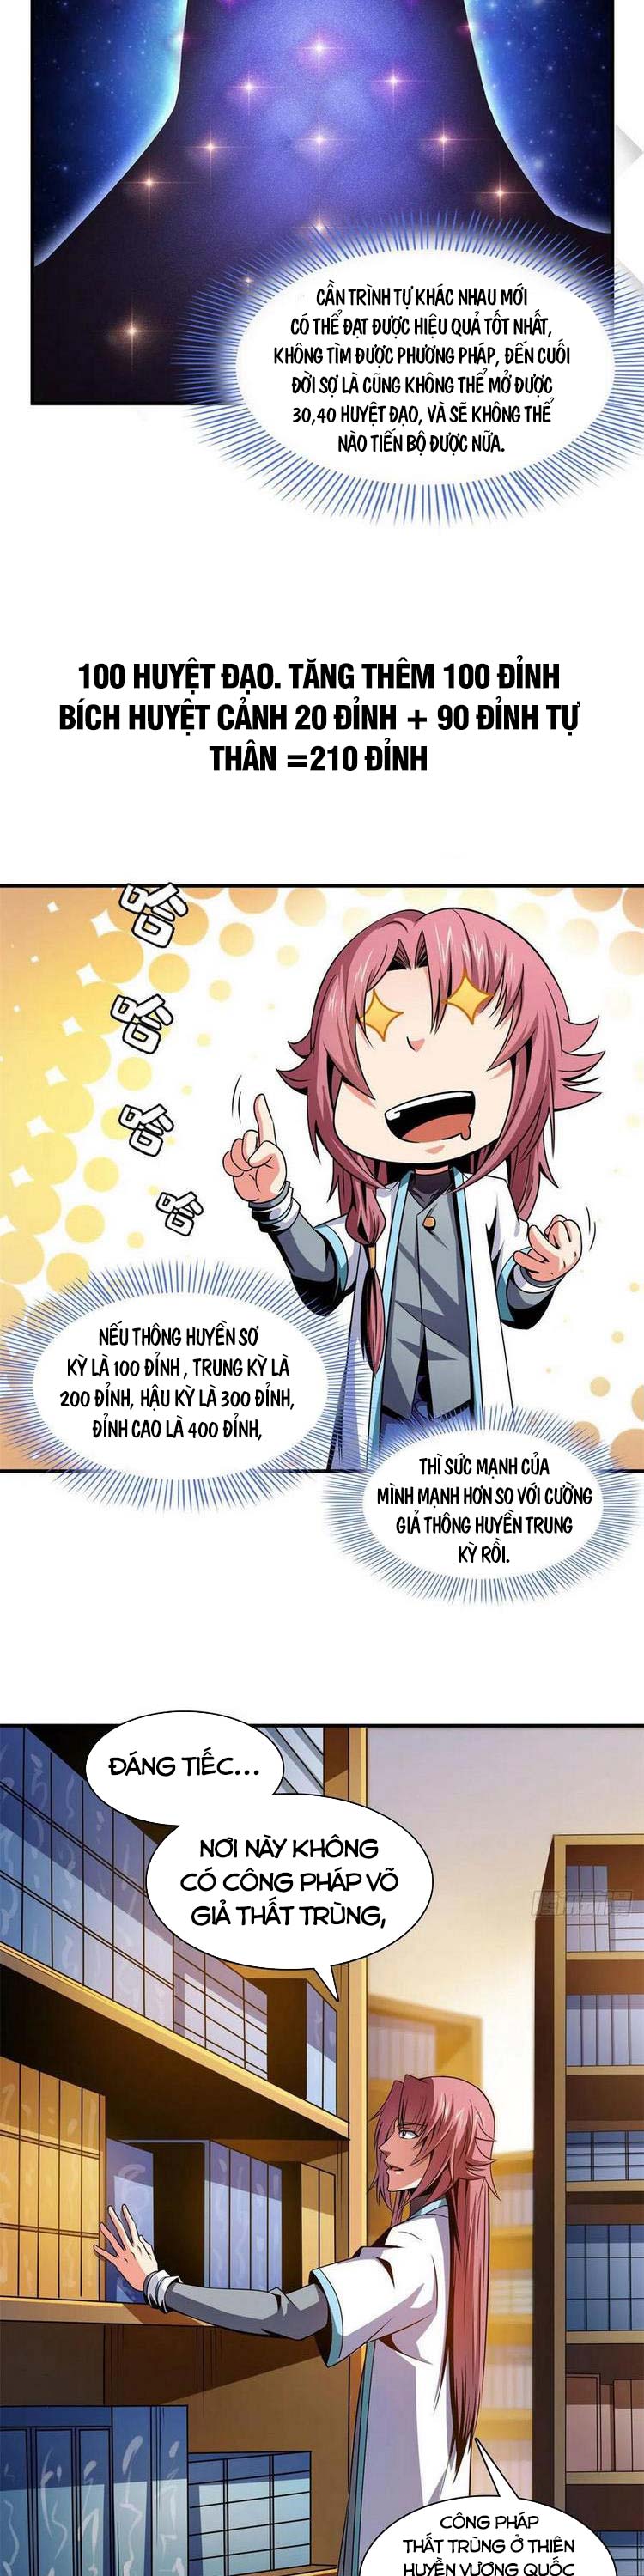 CẦN TRÌNH TỰ KHÁC NHAU MỚI
CÓ THỂ ĐẠT ĐƯỢC HIỆU QUẢ TỐT NHẤT,
KHÔNG TÌM ĐƯỢC PHƯƠNG PHÁP, ĐẾN CUỐI
ĐỜI SỢ LÀ CŨNG KHÔNG THỂ MỞ ĐƯỢC
30,40 HUYỆT ĐẠO, VÀ SẼ KHÔNG THỂ
NÀO TIẾN BỘ ĐƯỢC NỮA.
100 HUYỆT ĐẠO. TĂNG THÊM 100 ĐỈNH
BÍCH HUYỆT CẢNH 20 ĐỈNH + 90 ĐỈNH TỰ
THÂN =210 ĐỈNH
哈
哈
哈
哈
NẾU THÔNG HUYỀN SƠ
KỲ LÀ 100 ĐỈNH, TRUNG KỲ LÀ
200 ĐỈNH, HẬU KỲ LÀ 300 ĐỈNH,
ĐỈNH CAO LÀ 400 ĐỈNH,
THÌ SỨC MẠNH CỦA
MÌNH MẠNH HƠN SO VỚI CƯỜNG
GIẢ THÔNG HUYỀN TRUNG
KỲ RỒI.
ĐÁNG TIẾC...
NƠI NÀY KHÔNG
CÓ CÔNG PHÁP VÕ
GIẢ THẤT TRÙNG,
CÔNG PHÁP
THẤT TRÙNG Ở THIÊN
HUYỀN VƯƠNG QUỐC